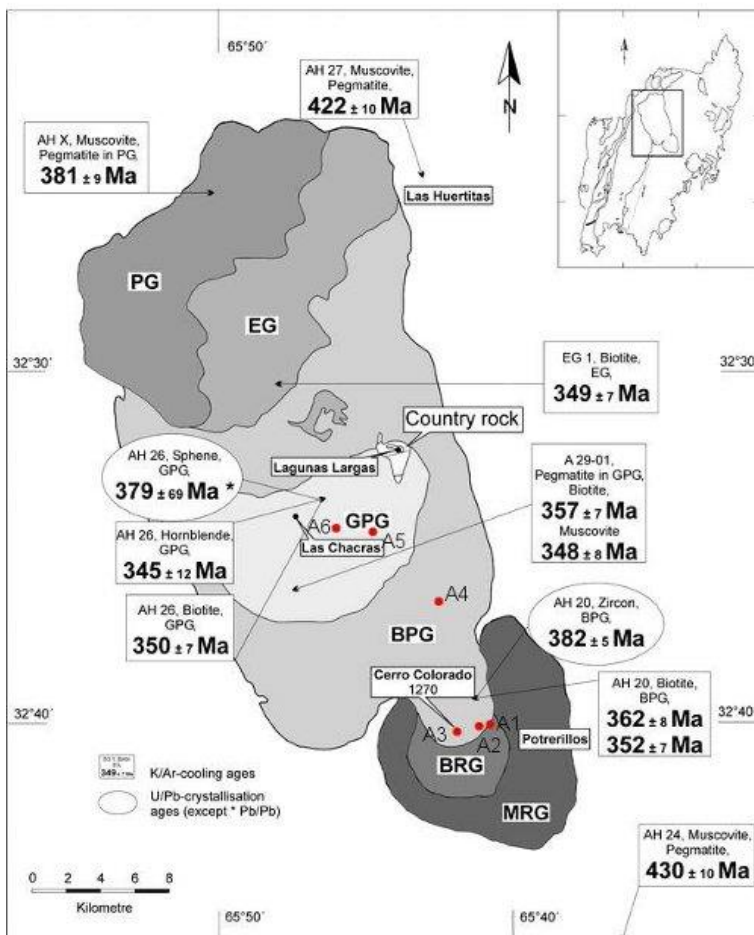 65°50´
AH 27, Muscovite,
Pegmatite,
422 ± 10 Ma
N
AH X, Muscovite,
Pegmatite in PG,
381 ± 9 Ma
Las Huertitas
PG
EG
32°30´
32°30´
EG 1, Biotite,
EG,
349 ± 7 Ma
Country rock
AH 26, Sphene,
GPG,
379 ± 69 Ma *
Lagunas Largas
A 29-01,
Pegmatite in GPG,
Biotite,
357 ± 7 Ma
Muscovite
348 ± 8 Ma
GPG
A6
A5
Las Chacras
AH 26, Hornblende,
GPG,
345 ± 12 Ma
A4
AH 26, Biotite,
GPG,
350 ± 7 Ma
BPG
AH 20, Zircon,
BPG,
382 ± 5 Ma
Cerro Colorado
1270
AH 20, Biotite,
BPG,
362 ± 8 Ma
352 ± 7 Ma
32°40´
32°40´
A3
A2
A1
Potrerillos
BRG
MRG
EG 1, Biotite
EG,
349 ± 7 Ma
K/Ar-cooling ages
U/Pb-crystallisation
ages (except * Pb/Pb)
AH 24, Muscovite,
Pegmatite,
430 ± 10 Ma
0 2 4 6 8
Kilometre
65°50´
65°40´